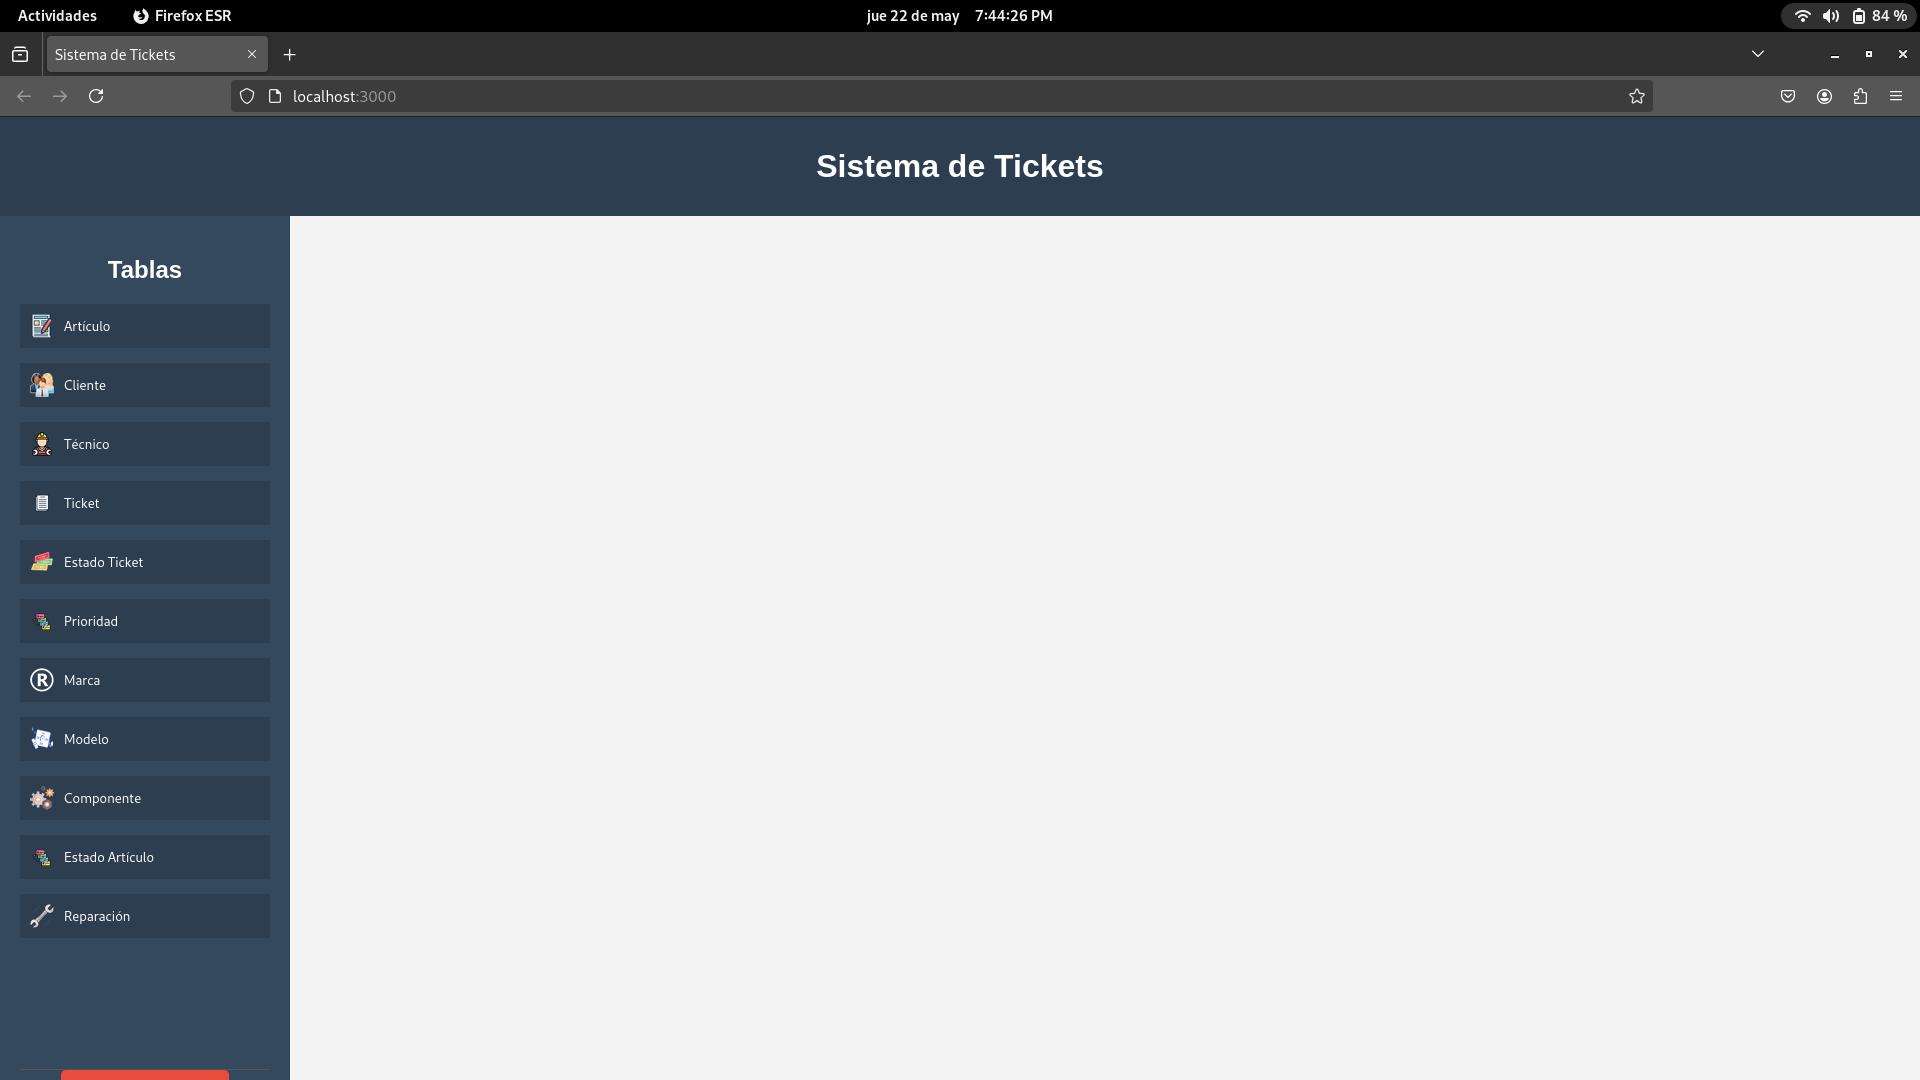 Actividades Firefox ESR jue 22 de may 7:44:26 PM 84 %
Sistema de Tickets
localhost:3000
Sistema de Tickets
Tablas
Artículo
Cliente
Técnico
Ticket
Estado Ticket
Prioridad
® Marca
Modelo
Componente
Estado Artículo
Reparación